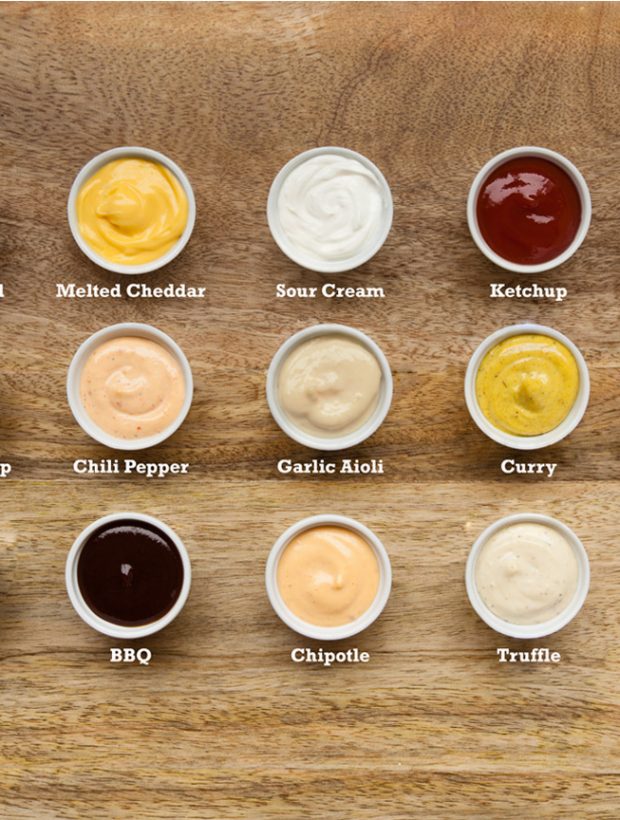 Melted Cheddar
Sour Cream
Ketchup
Chili Pepper
Garlic Aioli
Curry
BBQ
Chipotle
Truffle